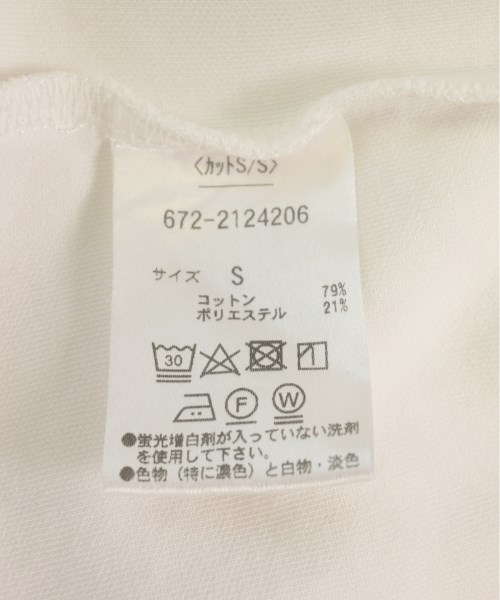 〈カットS/S〉
672-2124206
サイズ S
コットン 79%
ポリエステル 21%
30
F W
●蛍光増白剤が入っていない洗剤
を使用して下さい。
●色物（特に濃色）と白物・淡色